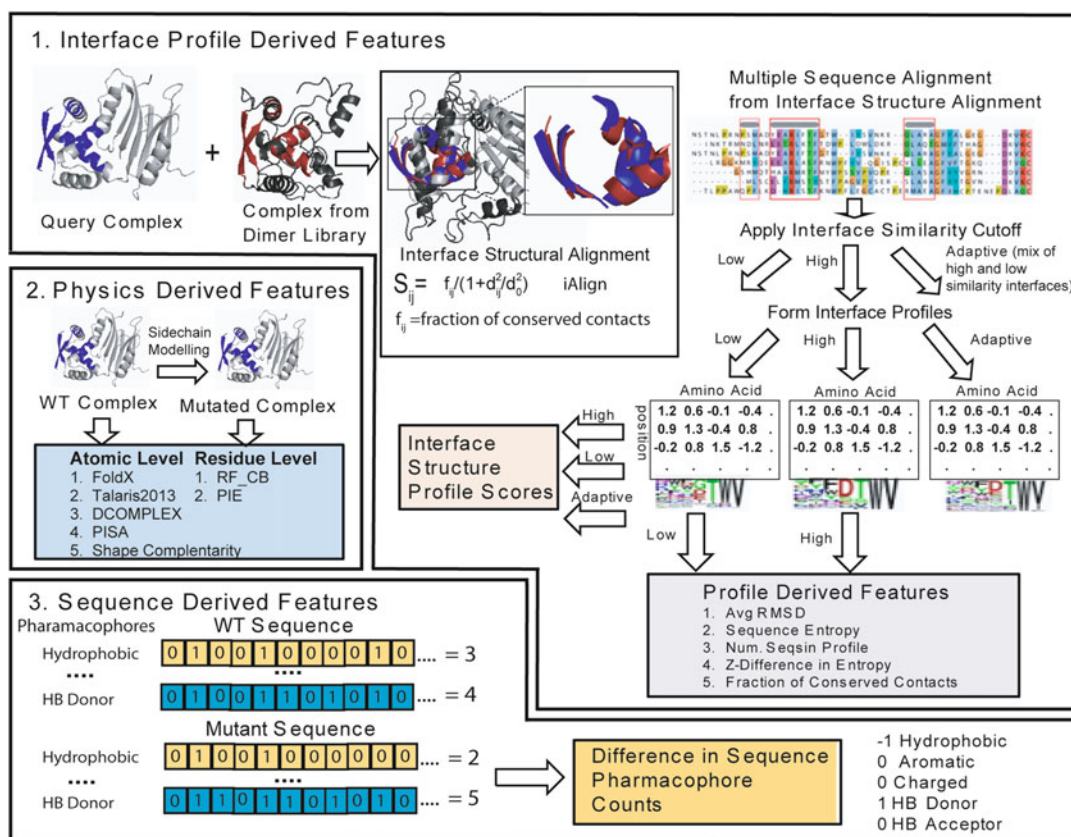 1. Interface Profile Derived Features
Query Complex
+
Complex from
Dimer Library
Interface Structural Alignment
S_ij = f_ij/(1+d²_ij/d²_0) iAlign
f_ij =fraction of conserved contacts
Multiple Sequence Alignment
from Interface Structure Alignment
Apply Interface Similarity Cutoff
Low
High
Adaptive (mix of
high and low
similarity interfaces)
Form Interface Profiles
Low
High
Adaptive
Amino Acid
Amino Acid
Amino Acid
position
1.2 0.6 -0.1 -0.4 .
0.9 1.3 -0.4 0.8 .
-0.2 0.8 1.5 -1.2 .
. . . . .
1.2 0.6 -0.1 -0.4 .
0.9 1.3 -0.4 0.8 .
-0.2 0.8 1.5 -1.2 .
. . . . .
1.2 0.6 -0.1 -0.4 .
0.9 1.3 -0.4 0.8 .
-0.2 0.8 1.5 -1.2 .
. . . . .
TWV
DTWV
PTWV
High
Low
Adaptive
Interface
Structure
Profile Scores
Low
High
Profile Derived Features
1. Avg RMSD
2. Sequence Entropy
3. Num. Seqsin Profile
4. Z-Difference in Entropy
5. Fraction of Conserved Contacts
2. Physics Derived Features
Sidechain
Modelling
WT Complex
Mutated Complex
Atomic Level
1. FoldX
2. Talaris2013
3. DCOMPLEX
4. PISA
5. Shape Complentarity
Residue Level
1. RF_CB
2. PIE
3. Sequence Derived Features
Pharamacophores
WT Sequence
Hydrophobic
0 1 0 0 1 0 0 0 1 0 .... = 3
....
....
HB Donor
0 1 0 0 1 1 0 1 0 1 0 .... = 4
Mutant Sequence
Hydrophobic
0 1 0 0 1 0 0 0 0 0 .... = 2
....
....
HB Donor
0 1 1 0 1 1 0 1 0 1 0 .... = 5
Difference in Sequence
Pharmacophore
Counts
-1 Hydrophobic
0 Aromatic
0 Charged
1 HB Donor
0 HB Acceptor